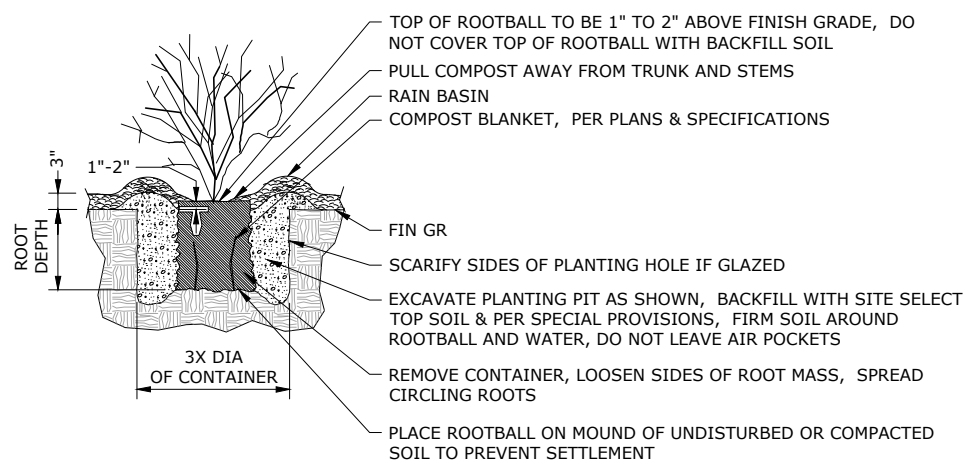 TOP OF ROOTBALL TO BE 1" TO 2" ABOVE FINISH GRADE, DO
NOT COVER TOP OF ROOTBALL WITH BACKFILL SOIL
PULL COMPOST AWAY FROM TRUNK AND STEMS
RAIN BASIN
COMPOST BLANKET, PER PLANS & SPECIFICATIONS
1"-2"
3"
ROOT
DEPTH
FIN GR
SCARIFY SIDES OF PLANTING HOLE IF GLAZED
EXCAVATE PLANTING PIT AS SHOWN, BACKFILL WITH SITE SELECT
TOP SOIL & PER SPECIAL PROVISIONS, FIRM SOIL AROUND
ROOTBALL AND WATER, DO NOT LEAVE AIR POCKETS
3X DIA
OF CONTAINER
REMOVE CONTAINER, LOOSEN SIDES OF ROOT MASS, SPREAD
CIRCLING ROOTS
PLACE ROOTBALL ON MOUND OF UNDISTURBED OR COMPACTED
SOIL TO PREVENT SETTLEMENT